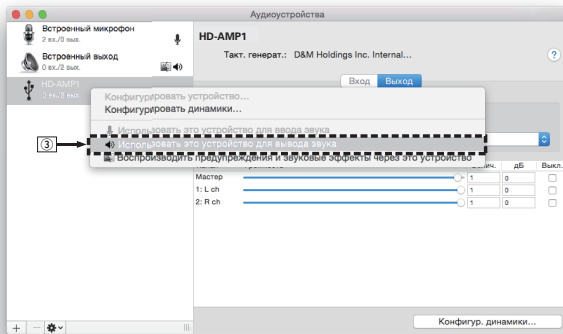 Аудиоустройства
Встроенный микрофон
2 вх./0 вых.
Встроенный выход
0 вх./2 вых.
HD-AMP1
HD-AMP1
Такт. генерат.: D&M Holdings Inc. Internal...
?
Вход Выход
Конфигурировать устройство...
Конфигурировать динамики...
Использовать это устройство для ввода звука
③ Использовать это устройство для вывода звука
Воспроизводить предупреждения и звуковые эффекты через это устройство
дБ Выкл.
Мастер 1 0
1: L ch 1 0
2: R ch 1 0
Конфигур. динамики...